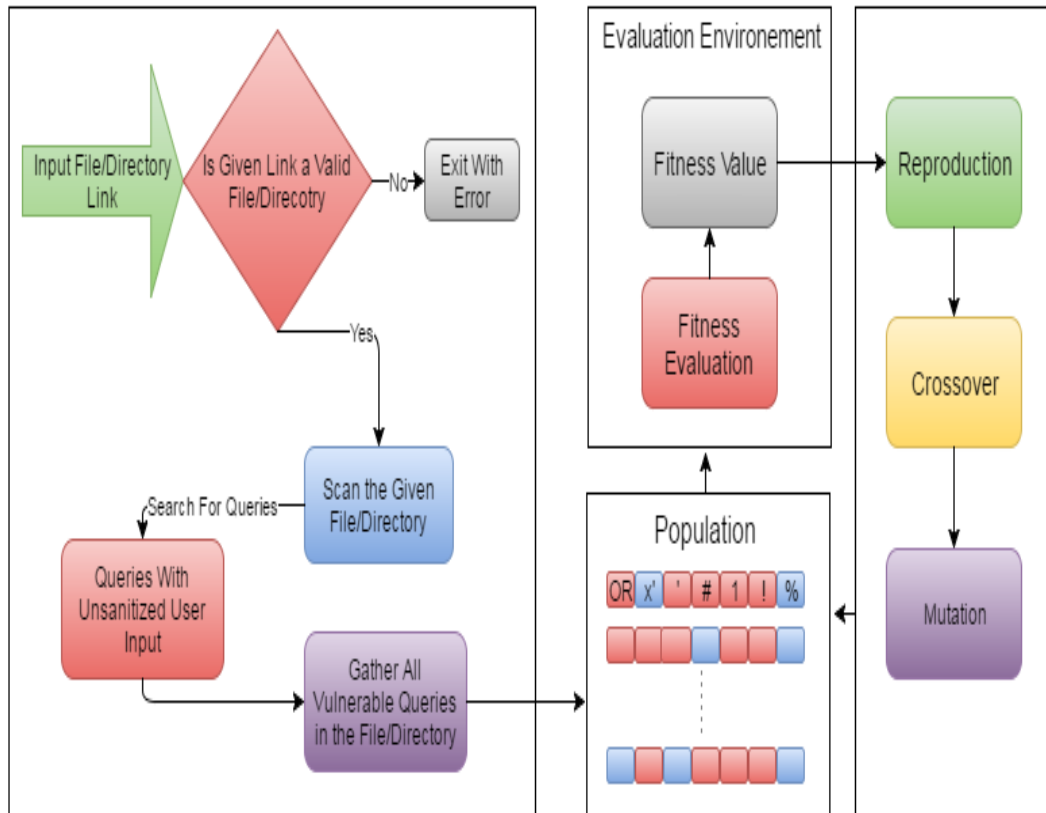 Input File/Directory
Link
Is Given Link a Valid
File/Direcotry
No
Exit With
Error
Yes
Scan the Given
File/Directory
Search For Queries
Queries With
Unsanitized User
Input
Gather All
Vulnerable Queries
in the File/Directory
Evaluation Environement
Fitness Value
Fitness
Evaluation
Population
OR x' ' # 1 ! %
Reproduction
Crossover
Mutation